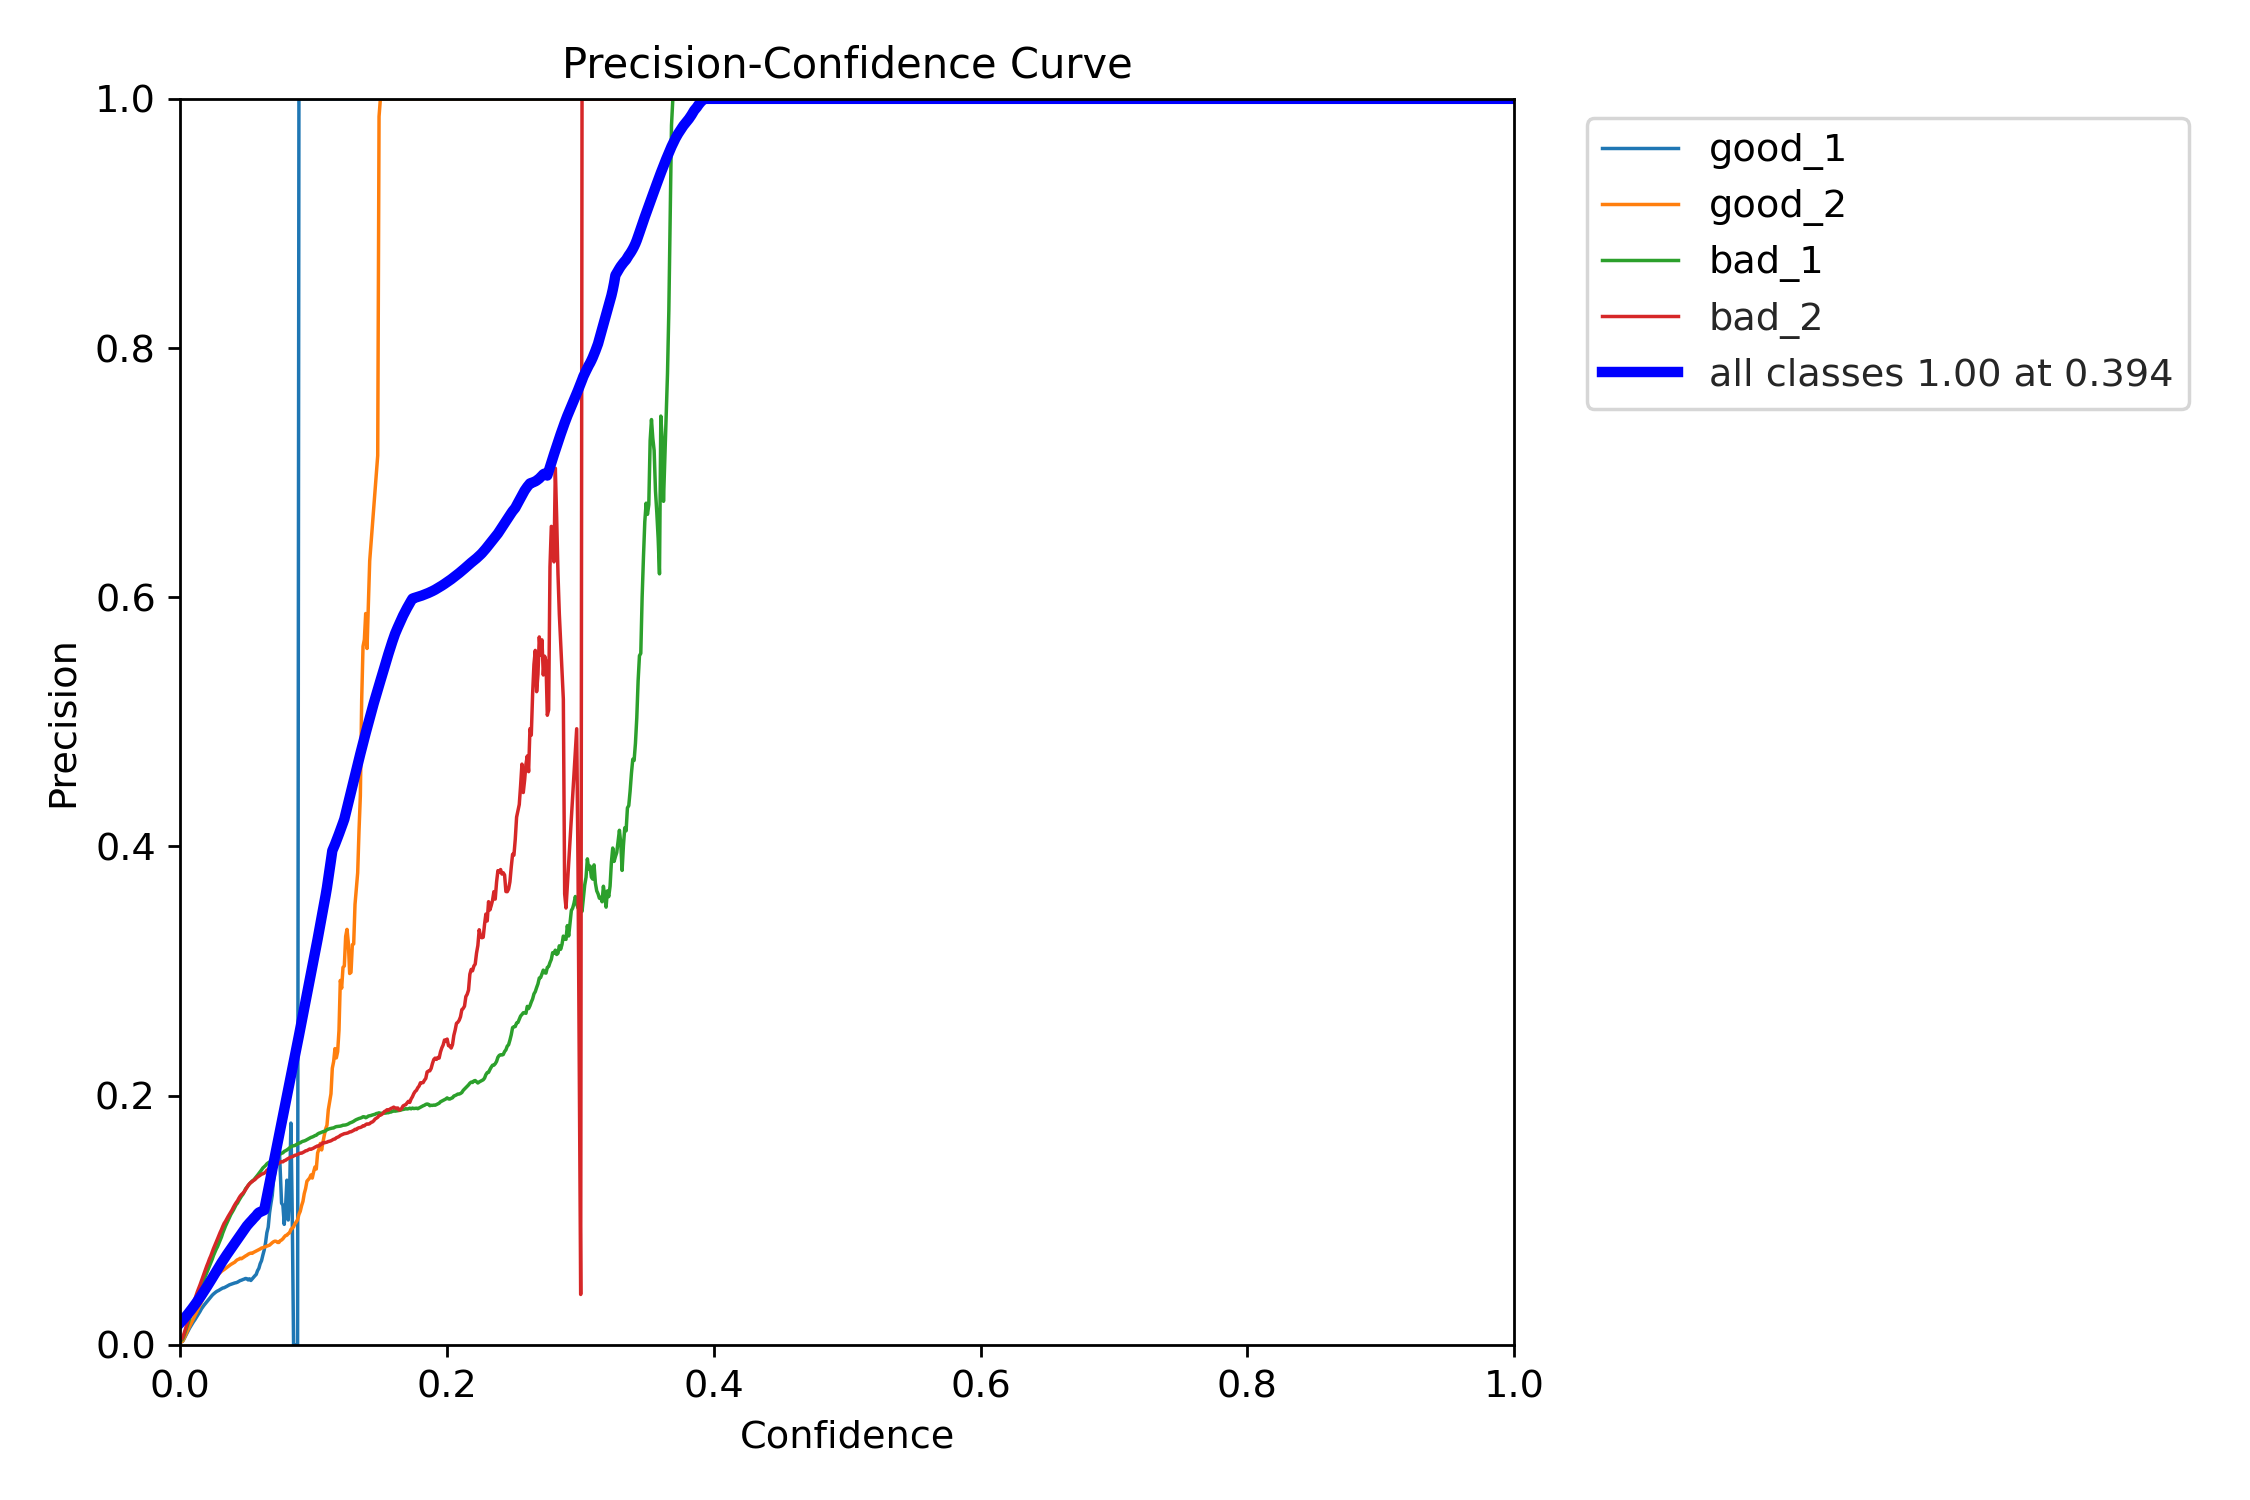 Precision-Confidence Curve
1.0
0.8
0.6
0.4
0.2
0.0
Precision
0.0 0.2 0.4 0.6 0.8 1.0
Confidence
good_1
good_2
bad_1
bad_2
all classes 1.00 at 0.394